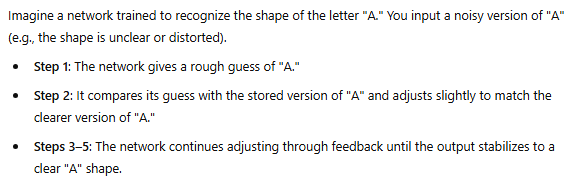 Imagine a network trained to recognize the shape of the letter "A." You input a noisy version of "A"
(e.g., the shape is unclear or distorted).
• Step 1: The network gives a rough guess of "A."
• Step 2: It compares its guess with the stored version of "A" and adjusts slightly to match the
clearer version of "A."
• Steps 3–5: The network continues adjusting through feedback until the output stabilizes to a
clear "A" shape.